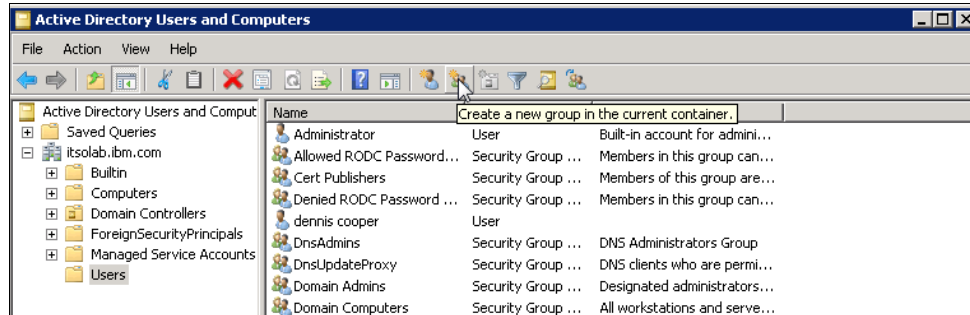 Active Directory Users and Computers
File Action View Help
Active Directory Users and Comput
Saved Queries
itsolab.ibm.com
Builtin
Computers
Domain Controllers
ForeignSecurityPrincipals
Managed Service Accounts
Users
Name
Create a new group in the current container.
Administrator User Built-in account for admini...
Allowed RODC Password... Security Group ... Members in this group can...
Cert Publishers Security Group ... Members of this group are...
Denied RODC Password ... Security Group ... Members in this group can...
dennis cooper User
DnsAdmins Security Group ... DNS Administrators Group
DnsUpdateProxy Security Group ... DNS clients who are permi...
Domain Admins Security Group ... Designated administrators...
Domain Computers Security Group ... All workstations and serve...